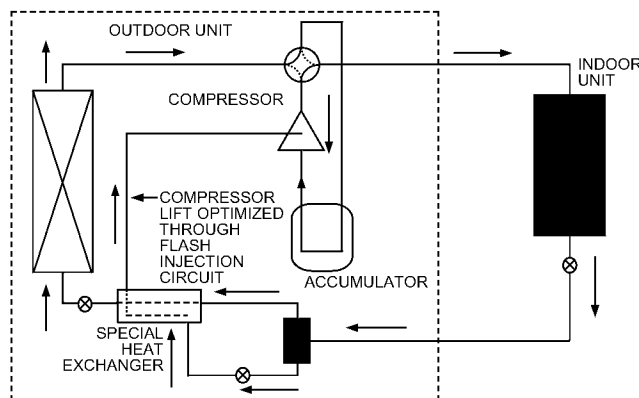 OUTDOOR UNIT
INDOOR
UNIT
COMPRESSOR
COMPRESSOR
LIFT OPTIMIZED
THROUGH
FLASH
INJECTION
CIRCUIT
ACCUMULATOR
SPECIAL
HEAT
EXCHANGER